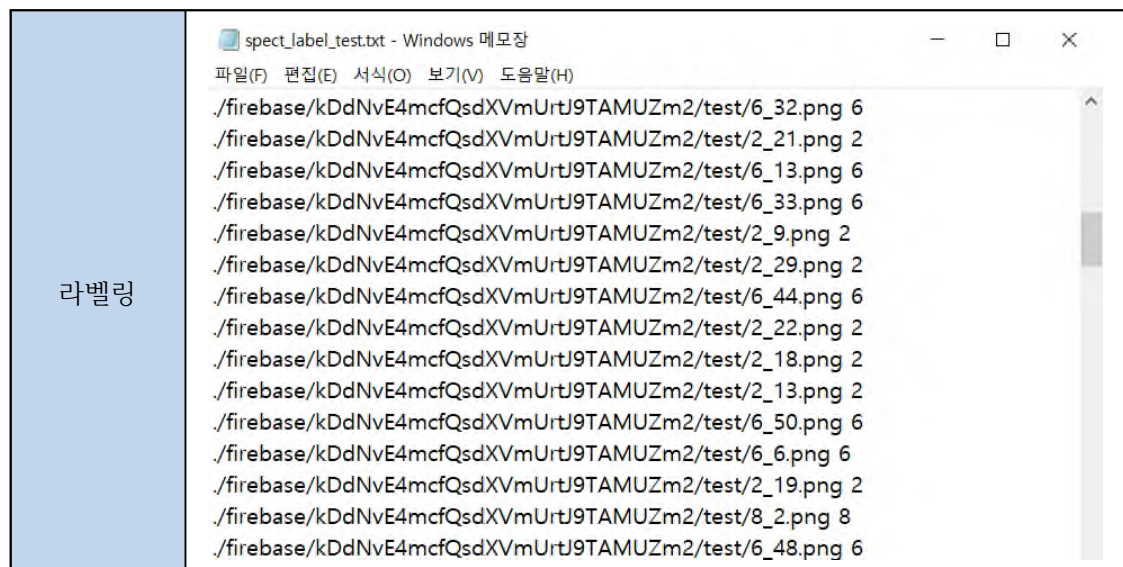 spect_label_test.txt - Windows 메모장
파일(F) 편집(E) 서식(O) 보기(V) 도움말(H)
라벨링
./firebase/kDdNvE4mcfQsdXVmUrtJ9TAMUZm2/test/6_32.png 6
./firebase/kDdNvE4mcfQsdXVmUrtJ9TAMUZm2/test/2_21.png 2
./firebase/kDdNvE4mcfQsdXVmUrtJ9TAMUZm2/test/6_13.png 6
./firebase/kDdNvE4mcfQsdXVmUrtJ9TAMUZm2/test/6_33.png 6
./firebase/kDdNvE4mcfQsdXVmUrtJ9TAMUZm2/test/2_9.png 2
./firebase/kDdNvE4mcfQsdXVmUrtJ9TAMUZm2/test/2_29.png 2
./firebase/kDdNvE4mcfQsdXVmUrtJ9TAMUZm2/test/6_44.png 6
./firebase/kDdNvE4mcfQsdXVmUrtJ9TAMUZm2/test/2_22.png 2
./firebase/kDdNvE4mcfQsdXVmUrtJ9TAMUZm2/test/2_18.png 2
./firebase/kDdNvE4mcfQsdXVmUrtJ9TAMUZm2/test/2_13.png 2
./firebase/kDdNvE4mcfQsdXVmUrtJ9TAMUZm2/test/6_50.png 6
./firebase/kDdNvE4mcfQsdXVmUrtJ9TAMUZm2/test/6_6.png 6
./firebase/kDdNvE4mcfQsdXVmUrtJ9TAMUZm2/test/2_19.png 2
./firebase/kDdNvE4mcfQsdXVmUrtJ9TAMUZm2/test/8_2.png 8
./firebase/kDdNvE4mcfQsdXVmUrtJ9TAMUZm2/test/6_48.png 6